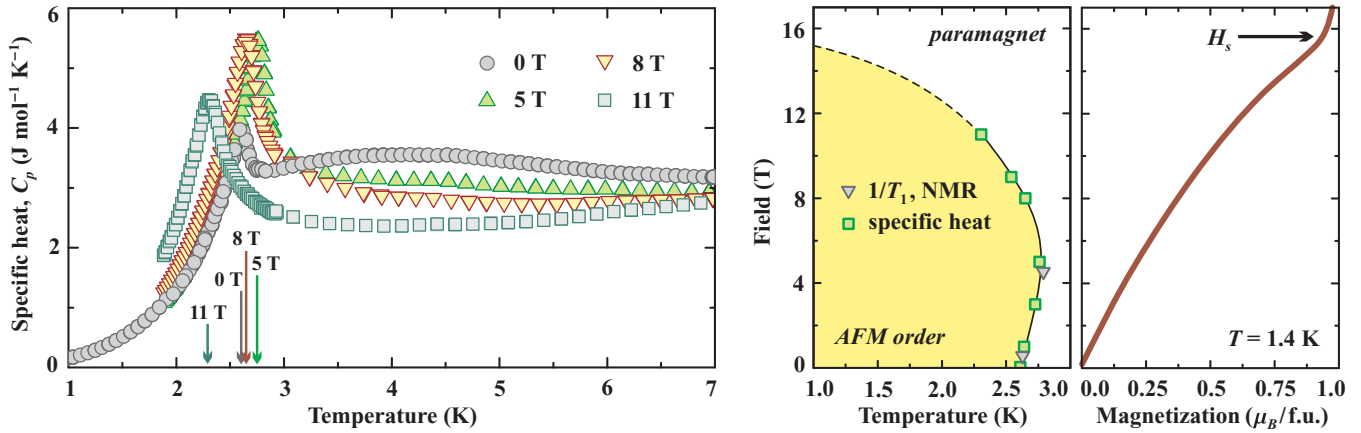 Specific heat, Cp (J mol−1 K−1)
6
5
4
3
2
1
0
0 T
8 T
5 T
11 T
8 T
0 T
5 T
11 T
1
2
3
4
5
6
7
Temperature (K)
Field (T)
16
12
8
4
0
paramagnet
1/T1, NMR
specific heat
AFM order
1.0
1.5
2.0
2.5
3.0
Temperature (K)
Hs
T = 1.4 K
0.0
0.25
0.5
0.75
1.0
Magnetization (μB/f.u.)